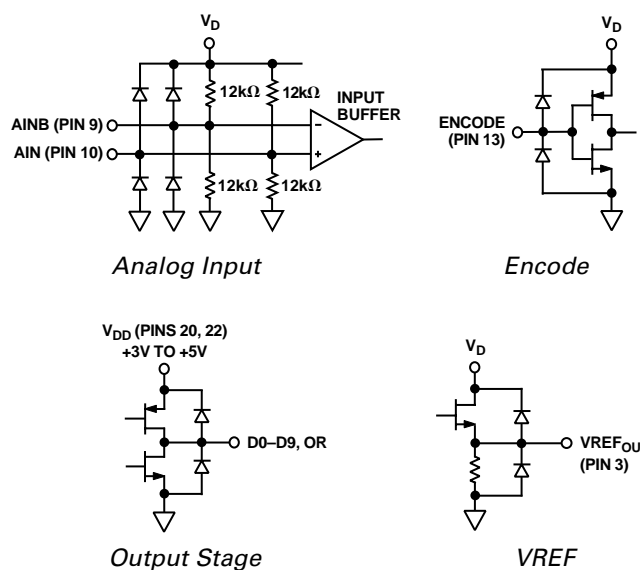 VD
12kΩ 12kΩ
INPUT
BUFFER
AINB (PIN 9)
AIN (PIN 10)
–
+
12kΩ 12kΩ
Analog Input
VD
ENCODE
(PIN 13)
Encode
VDD (PINS 20, 22)
+3V TO +5V
D0–D9, OR
Output Stage
VD
VREFOU
(PIN 3)
VREF